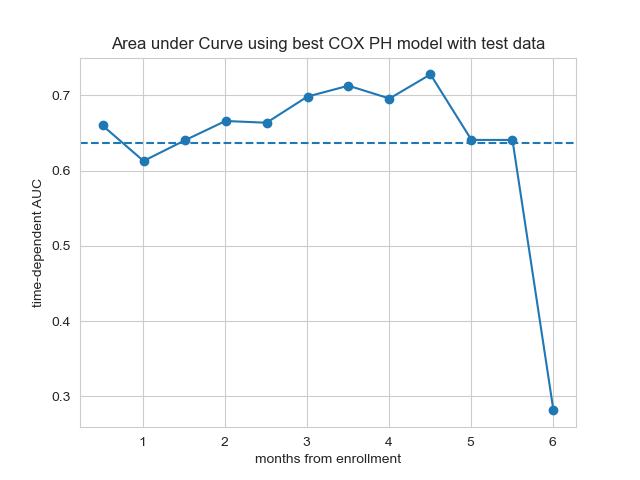 Area under Curve using best COX PH model with test data
time-dependent AUC
0.7
0.6
0.5
0.4
0.3
1 2 3 4 5 6
months from enrollment